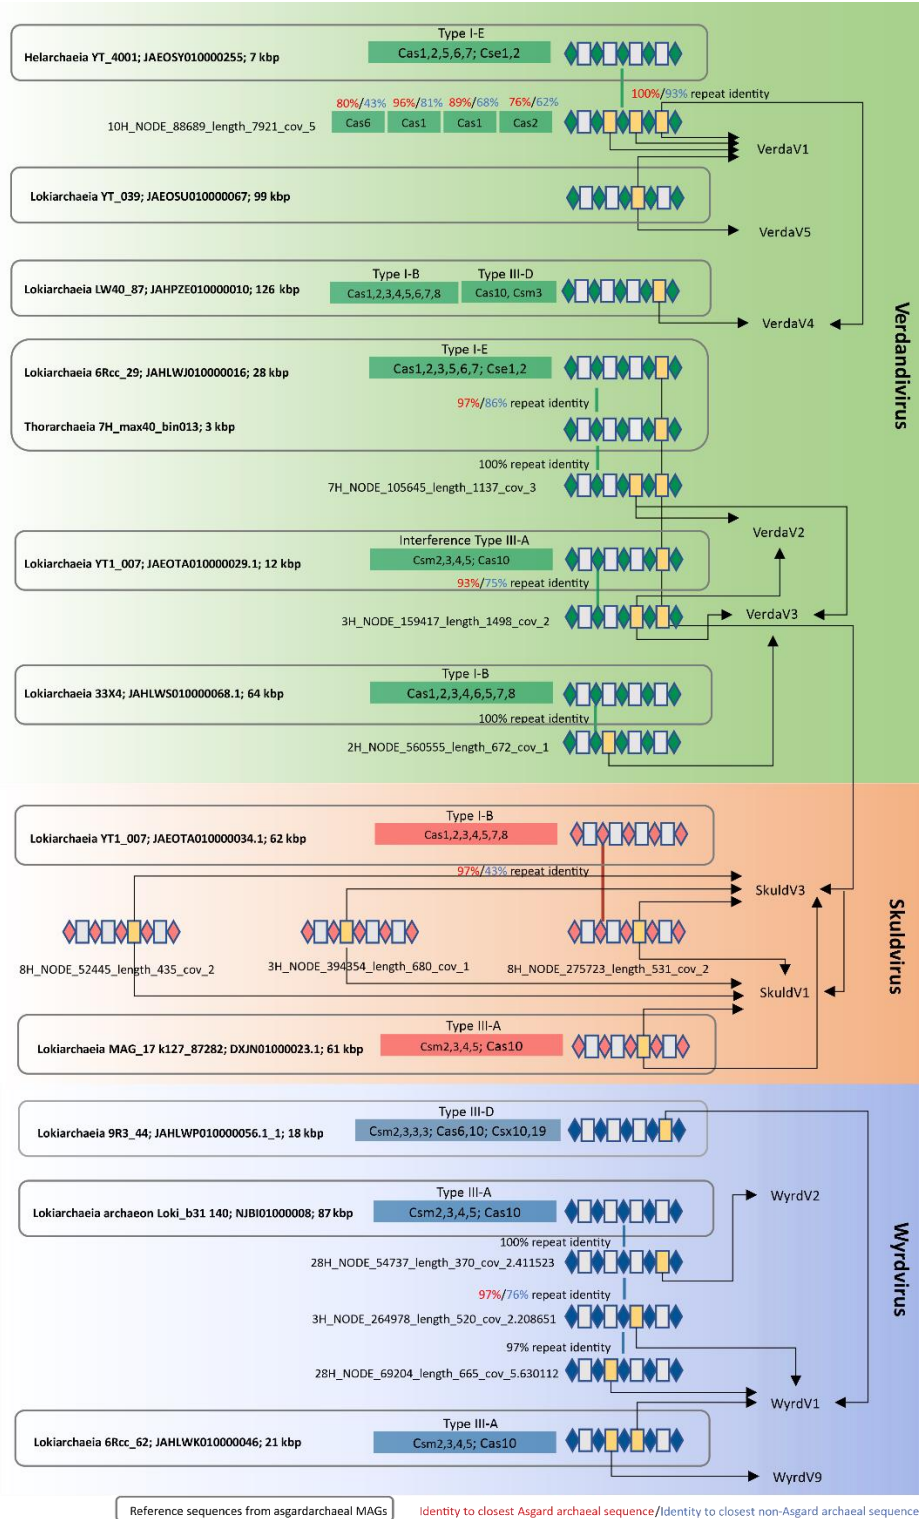 Type I-E
Helarchaeia YT_4001; JAEOSY010000255; 7 kbp
Cas1,2,5,6,7; Cse1,2
100%/93% repeat identity
80%/43% 96%/81% 89%/68% 76%/62%
10H_NODE_88689_length_7921_cov_5
Cas6 Cas1 Cas1 Cas2
VerdaV1
Lokiarchaeia YT_039; JAEOSU010000067; 99 kbp
VerdaV5
Type I-B Type III-D
Lokiarchaeia LW40_87; JAHPZE010000010; 126 kbp
Cas1,2,3,4,5,6,7,8 Cas10, Csm3
VerdaV4
Verdandivirus
Type I-E
Lokiarchaeia 6Rcc_29; JAHLWJ010000016; 28 kbp
Cas1,2,3,5,6,7; Cse1,2
97%/86% repeat identity
Thorarchaeia 7H_max40_bin013; 3 kbp
100% repeat identity
7H_NODE_105645_length_1137_cov_3
VerdaV2
Interference Type III-A
Lokiarchaeia YT1_007; JAEOTA010000029.1; 12 kbp
Csm2,3,4,5; Cas10
93%/75% repeat identity
3H_NODE_159417_length_1498_cov_2
VerdaV3
Type I-B
Lokiarchaeia 33X4; JAHLWS010000068.1; 64 kbp
Cas1,2,3,4,6,5,7,8
100% repeat identity
2H_NODE_560555_length_672_cov_1
Type I-B
Lokiarchaeia YT1_007; JAEOTA010000034.1; 62 kbp
Cas1,2,3,4,5,7,8
97%/43% repeat identity
SkuldV3
Skuldvirus
8H_NODE_52445_length_435_cov_2
3H_NODE_394354_length_680_cov_1
8H_NODE_275723_length_531_cov_2
SkuldV1
Type III-A
Lokiarchaeia MAG_17 k127_87282; DXJN01000023.1; 61 kbp
Csm2,3,4,5; Cas10
Type III-D
Lokiarchaeia 9R3_44; JAHLWP010000056.1_1; 18 kbp
Csm2,3,3,3; Cas6,10; Csx10,19
WyrdV2
Type III-A
Lokiarchaeia archaeon Loki_b31 140; NJBI01000008; 87 kbp
Csm2,3,4,5; Cas10
100% repeat identity
28H_NODE_54737_length_370_cov_2.411523
Wyrdvirus
97%/76% repeat identity
3H_NODE_264978_length_520_cov_2.208651
97% repeat identity
28H_NODE_69204_length_665_cov_5.630112
WyrdV1
Type III-A
Lokiarchaeia 6Rcc_62; JAHLWK010000046; 21 kbp
Csm2,3,4,5; Cas10
WyrdV9
Reference sequences from asgardarchaeal MAGs
Identity to closest Asgard archaeal sequence/Identity to closest non-Asgard archaeal sequence